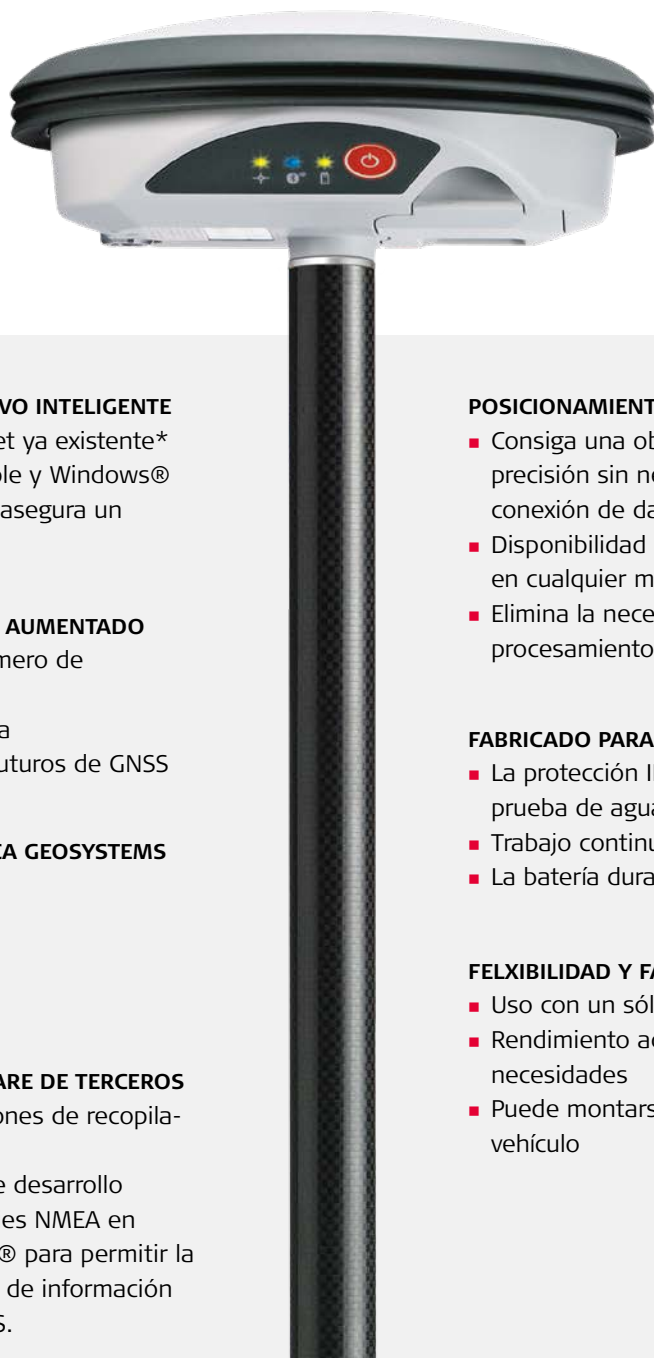 VO INTELIGENTE
et ya existente*
ple y Windows®
asegura un
AUMENTADO
mero de
a
uturos de GNSS
CA GEOSYSTEMS
ARE DE TERCEROS
ones de recopila-
e desarrollo
es NMEA en
® para permitir la
de información
S.
POSICIONAMIENT
▪ Consiga una ob
precisión sin ne
conexión de da
▪ Disponibilidad
en cualquier m
▪ Elimina la nece
procesamiento
FABRICADO PARA
▪ La protección I
prueba de agua
▪ Trabajo continu
▪ La batería dura
FELXIBILIDAD Y FA
▪ Uso con un sól
▪ Rendimiento ad
necesidades
▪ Puede montars
vehículo